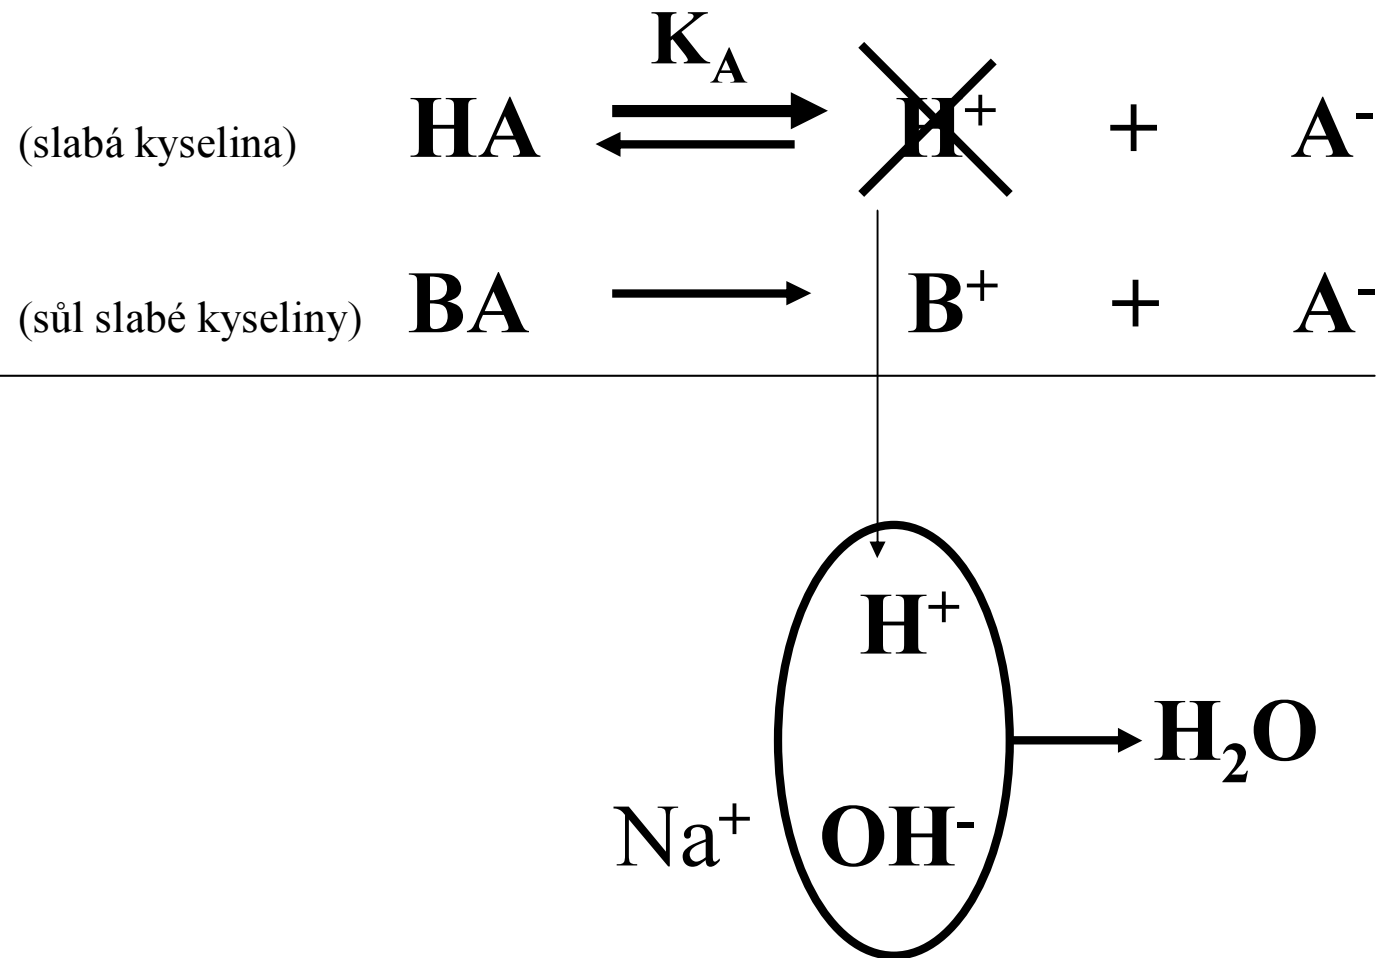 K_A
(slabá kyselina) HA H⁺ + A⁻
(sůl slabé kyseliny) BA B⁺ + A⁻
H⁺
H₂O
Na⁺ OH⁻